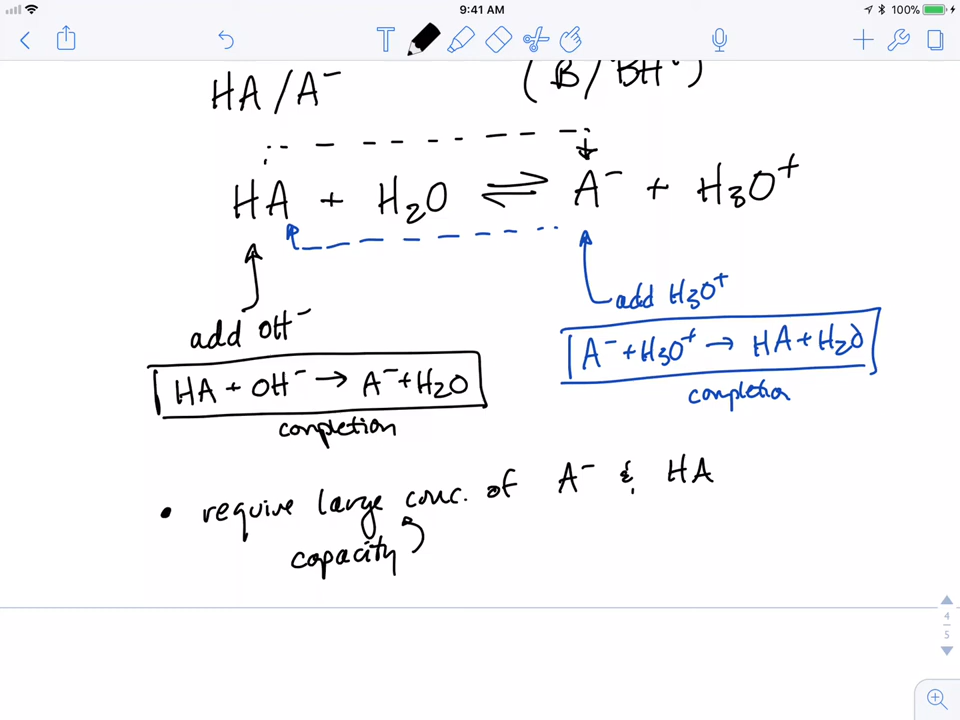 9:41 AM
100%
T
HA/A⁻
(B/BH⁺)
HA + H₂O ⇌ A⁻ + H₃O⁺
add OH⁻
HA + OH⁻ → A⁻ + H₂O
completion
add H₃O⁺
A⁻ + H₃O⁺ → HA + H₂O
completion
• require large conc. of A⁻ & HA
capacity
4
5